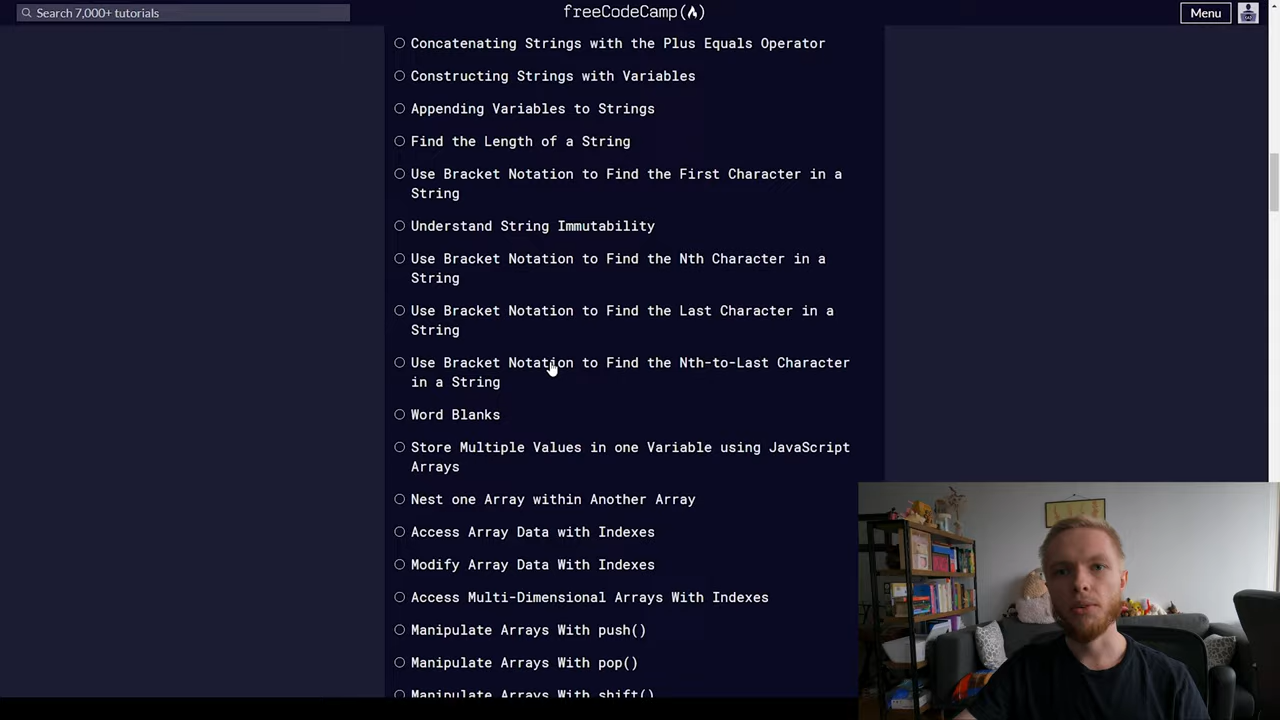 Search 7,000+ tutorials
freeCodeCamp
Menu
Concatenating Strings with the Plus Equals Operator
Constructing Strings with Variables
Appending Variables to Strings
Find the Length of a String
Use Bracket Notation to Find the First Character in a
String
Understand String Immutability
Use Bracket Notation to Find the Nth Character in a
String
Use Bracket Notation to Find the Last Character in a
String
Use Bracket Notation to Find the Nth-to-Last Character
in a String
Word Blanks
Store Multiple Values in one Variable using JavaScript
Arrays
Nest one Array within Another Array
Access Array Data with Indexes
Modify Array Data With Indexes
Access Multi-Dimensional Arrays With Indexes
Manipulate Arrays With push()
Manipulate Arrays With pop()
Manipulate Arrays With shift()